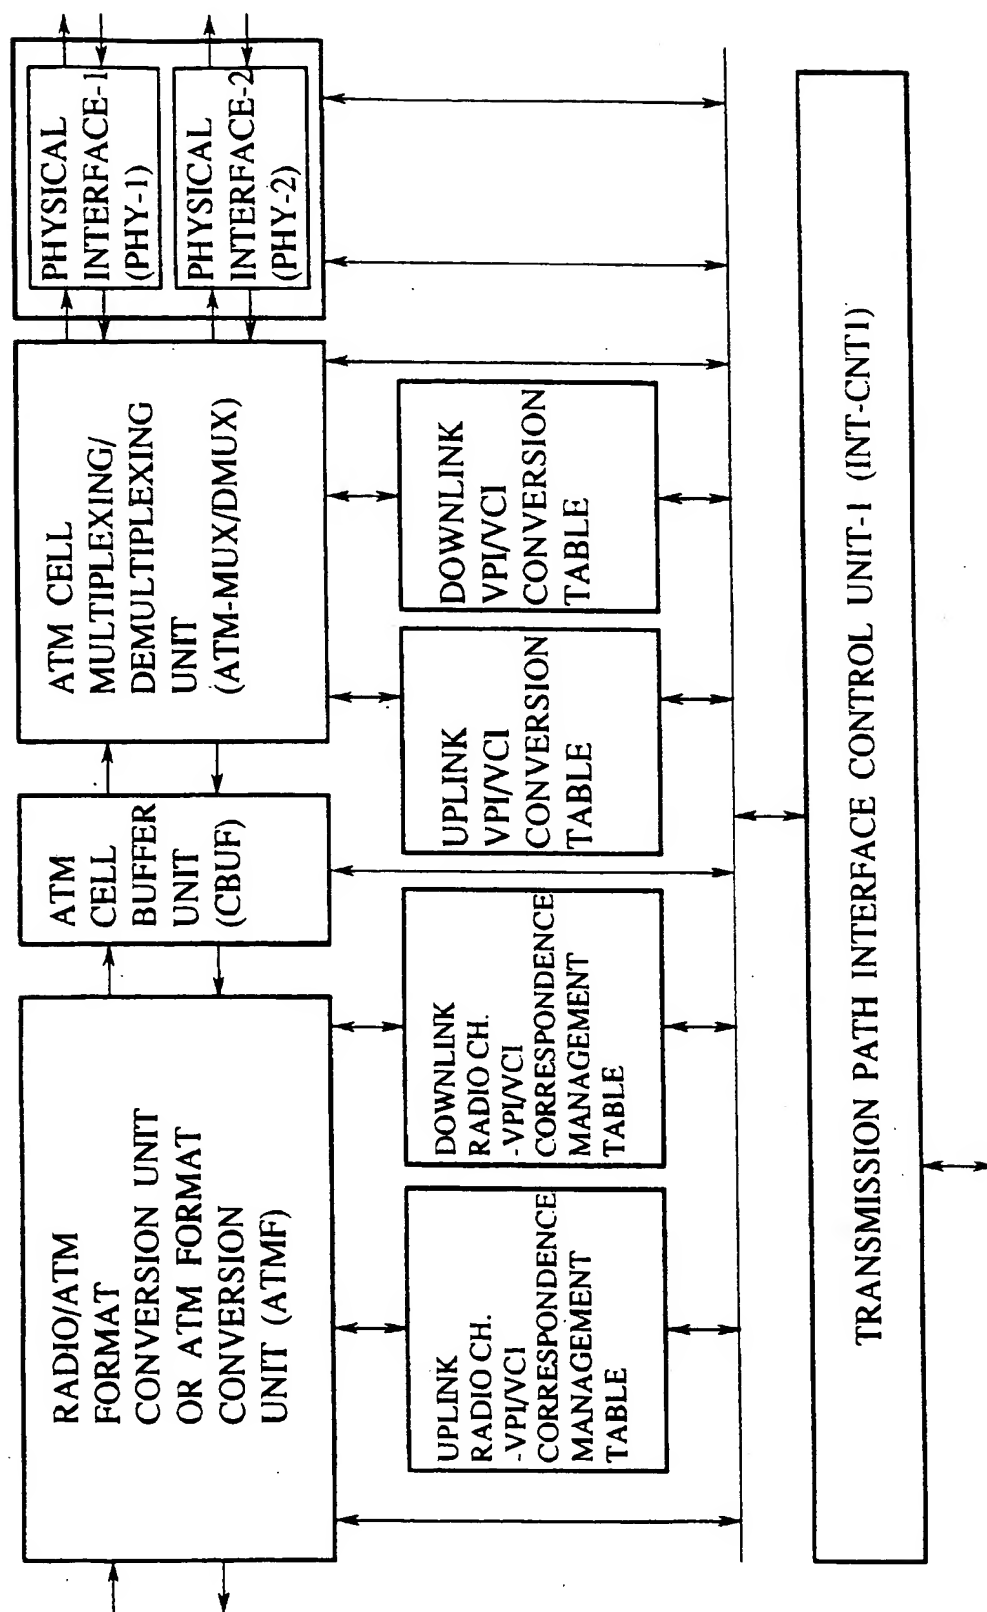 RADIO/ATM
FORMAT
CONVERSION UNIT
OR ATM FORMAT
CONVERSION
UNIT (ATMF)
ATM
CELL
BUFFER
UNIT
(CBUF)
ATM CELL
MULTIPLEXING/
DEMULTIPLEXING
UNIT
(ATM-MUX/DMUX)
PHYSICAL
INTERFACE-1
(PHY-1)
PHYSICAL
INTERFACE-2
(PHY-2)
UPLINK
RADIO CH.
-VPI/VCI
CORRESPONDENCE
MANAGEMENT
TABLE
DOWNLINK
RADIO CH.
-VPI/VCI
CORRESPONDENCE
MANAGEMENT
TABLE
UPLINK
VPI/VCI
CONVERSION
TABLE
DOWNLINK
VPI/VCI
CONVERSION
TABLE
TRANSMISSION PATH INTERFACE CONTROL UNIT-1 (INT-CNT1)